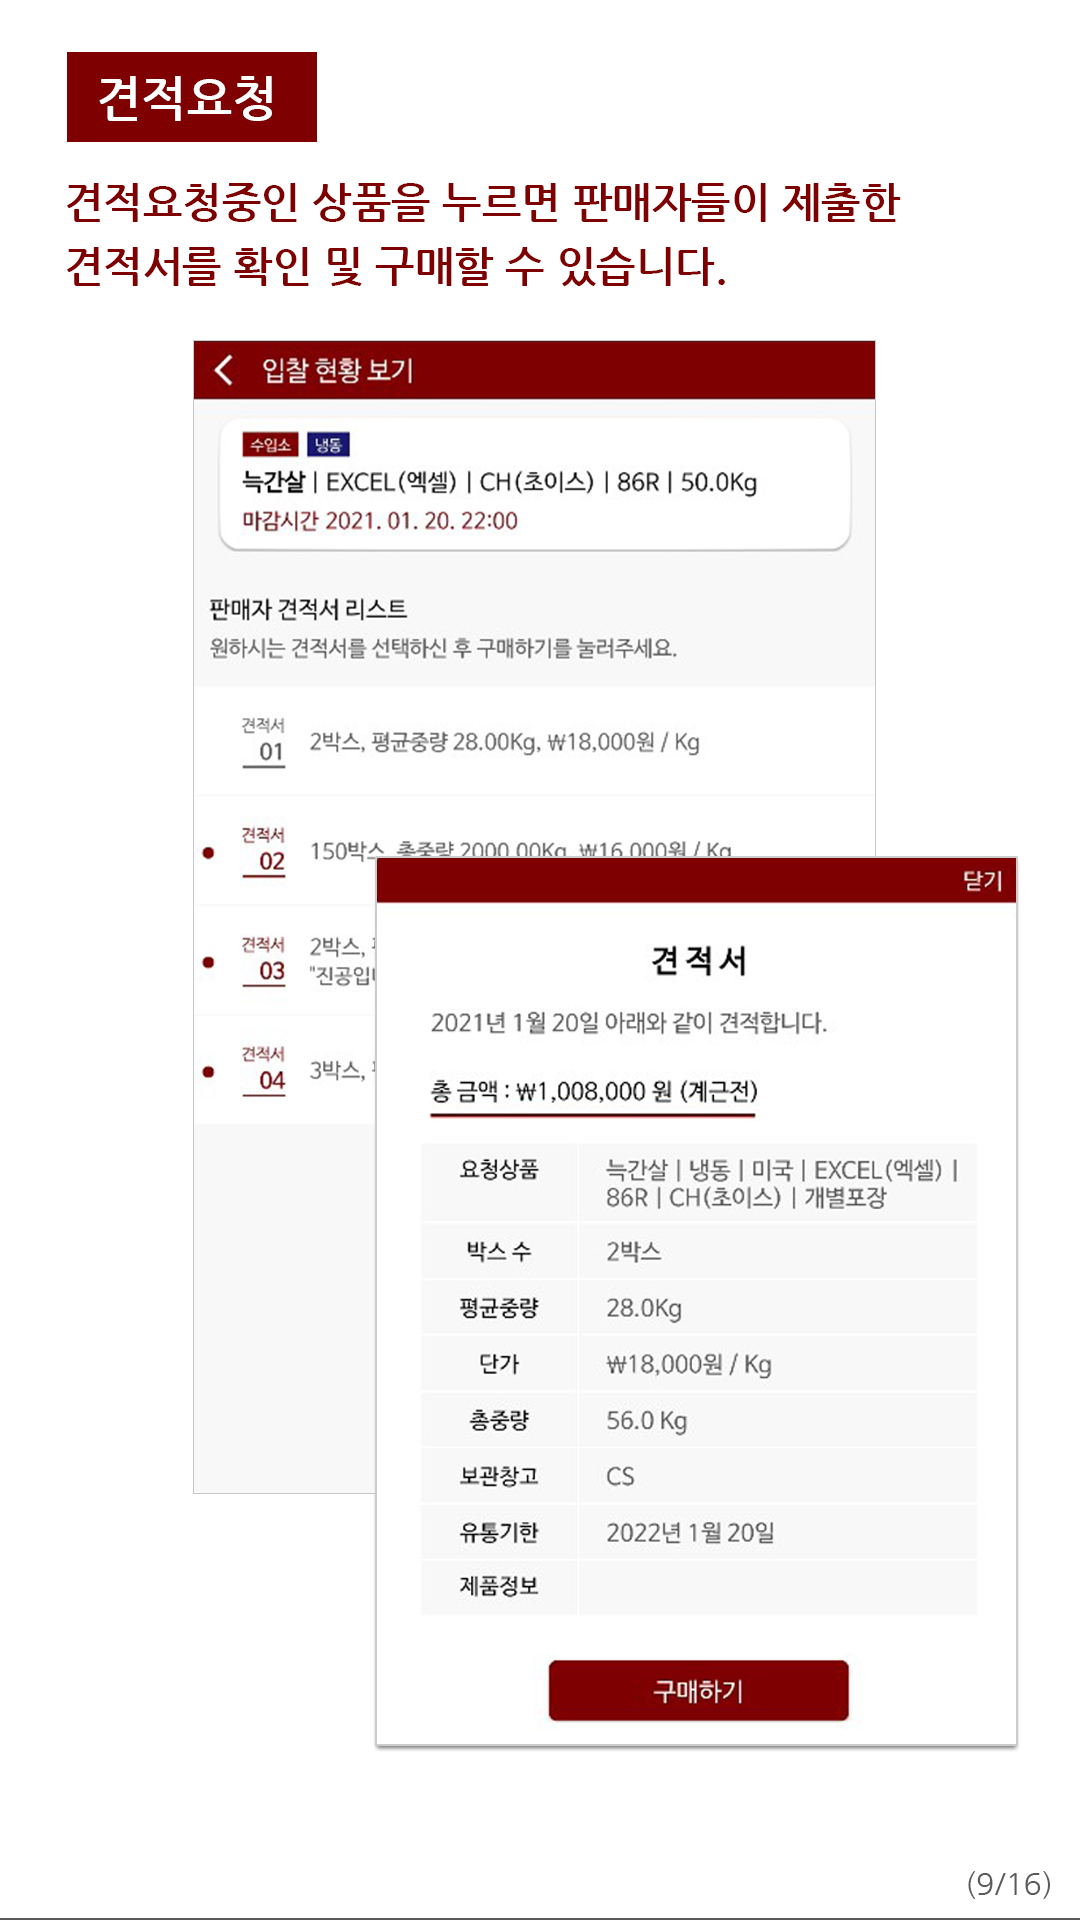 견적요청
견적요청중인 상품을 누르면 판매자들이 제출한
견적서를 확인 및 구매할 수 있습니다.
입찰 현황 보기
수입소 냉동
늑간살 | EXCEL(엑셀) | CH(초이스) | 86R | 50.0Kg
마감시간 2021. 01. 20. 22:00
판매자 견적서 리스트
원하시는 견적서를 선택하신 후 구매하기를 눌러주세요.
견적서
01
2박스, 평균중량 28.00Kg, ₩18,000원 / Kg
견적서
02
150박스, 총중량 2000.00Kg, ₩16,000원 / Kg
견적서
03
2박스,
"진공입
견적서
04
3박스,
닫기
견적서
2021년 1월 20일 아래와 같이 견적합니다.
총 금액 : ₩1,008,000 원 (계근전)
요청상품
늑간살 | 냉동 | 미국 | EXCEL(엑셀) |
86R | CH(초이스) | 개별포장
박스 수
2박스
평균중량
28.0Kg
단가
₩18,000원 / Kg
총중량
56.0 Kg
보관창고
CS
유통기한
2022년 1월 20일
제품정보
구매하기
(9/16)